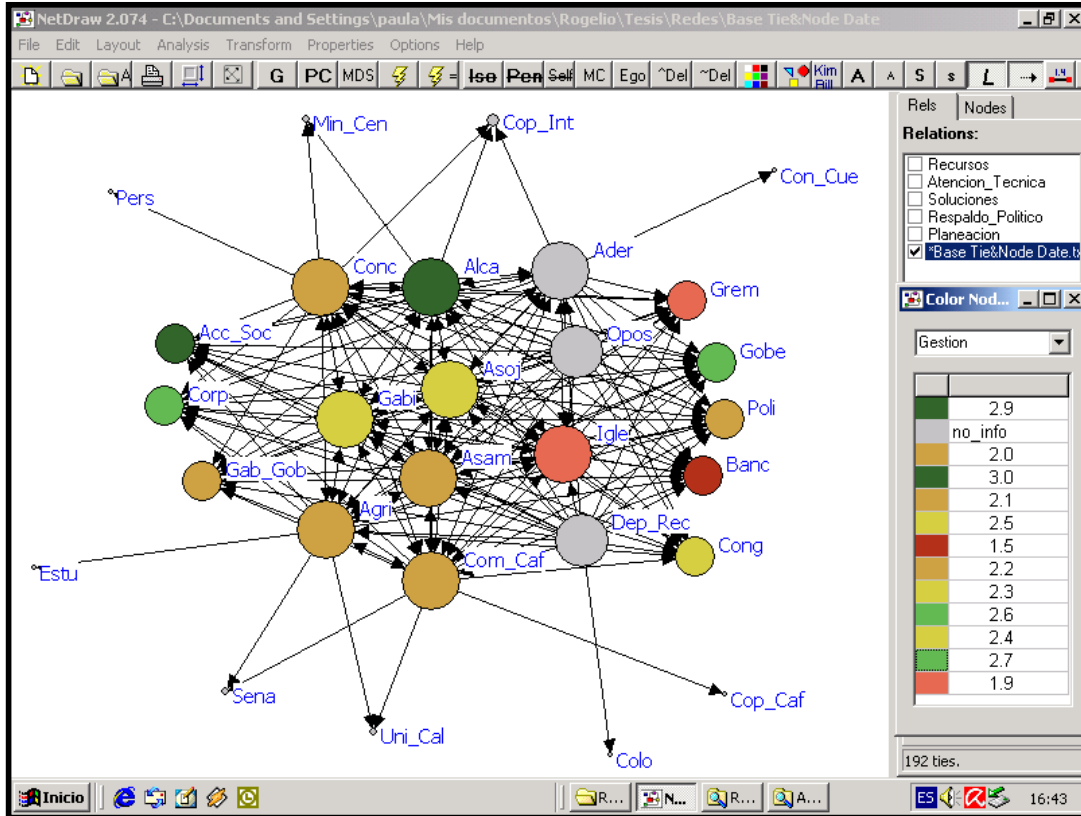 NetDraw 2.074 - C:\Documents and Settings\paula\Mis documentos\Rogelio\Tesis\Redes\Base Tie&Node Date
File Edit Layout Analysis Transform Properties Options Help
A G PC MDS = Iso Pen Self MC Ego ^Del ~Del Kim Bill A A S s L 1.4
Rels Nodes
Relations:
Recursos
Atencion_Tecnica
Soluciones
Respaldo_Politico
Planeacion
*Base Tie&Node Date.t
Color Nod...
Gestion
2.9
no_info
2.0
3.0
2.1
2.5
1.5
2.2
2.3
2.6
2.4
2.7
1.9
192 ties.
Min_Cen
Cop_Int
Con_Cue
Pers
Ader
Conc
Alca
Grem
Acc_Soc
Opos
Gobe
Asoj
Corp
Gabi
Poli
Igle
Asam
Banc
Gab_Gob
Agri
Dep_Rec
Cong
Com_Caf
Estu
Sena
Cop_Caf
Uni_Cal
Colo
Inicio R... N... R... A... ES 16:43